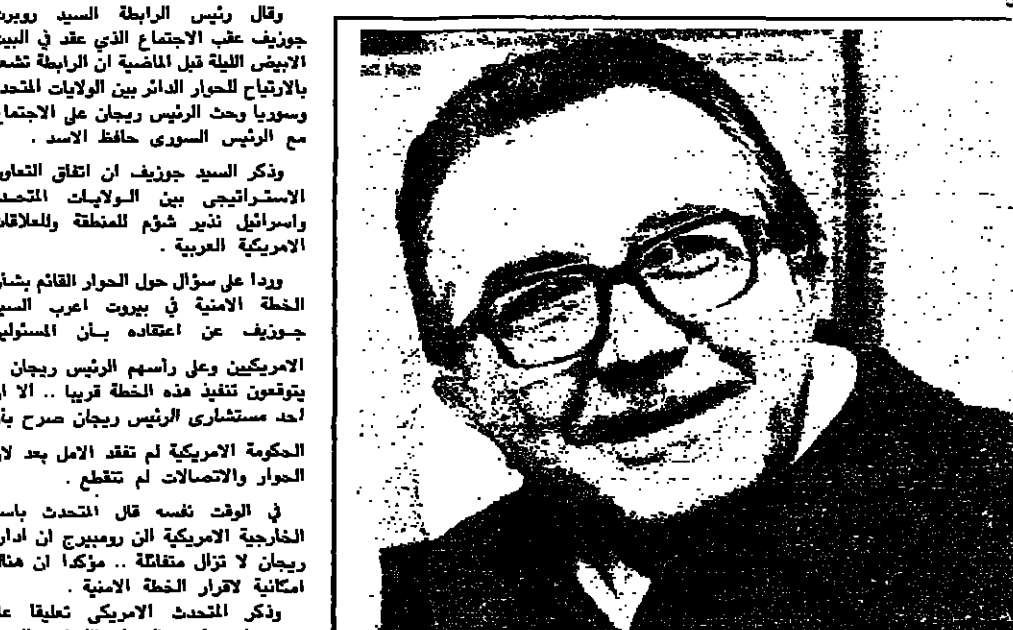 وقال رئيس الرابطة السيد روبرت
جوزيف عقب الاجتماع الذي عقد في البيت
الابيض الليلة قبل الماضية ان الرابطة تشعر
بالارتياح للحوار الدائر بين الولايات المتحدة
وسوريا وحث الرئيس ريجان على الاجتماع
مع الرئيس السورى حافظ الاسد .
وذكر السيد جوزيف ان اتفاق التعاون
الاستراتيجى بين الولايات المتحدة
واسرائيل نذير شؤم للمنطقة وللعلاقات
الامريكية العربية .
وردا على سؤال حول الحوار القائم بشأن
الخطة الامنية في بيروت اعرب السيد
جوزيف عن اعتقاده بأن المسئولين
الامريكيين وعلى رأسهم الرئيس ريجان
يتوقعون تنفيذ هذه الخطة قريبا .. الا ان
احد مستشارى الرئيس ريجان صرح بأن
الحكومة الامريكية لم تفقد الامل بعد لان
الحوار والاتصالات لم تنقطع .
في الوقت نفسه قال المتحدث باسم
الخارجية الامريكية الن رومبيرج ان ادارة
ريجان لا تزال متفائلة .. مؤكدا ان هناك
امكانية لاقرار الخطة الامنية .
وذكر المتحدث الامريكى تعليقا على